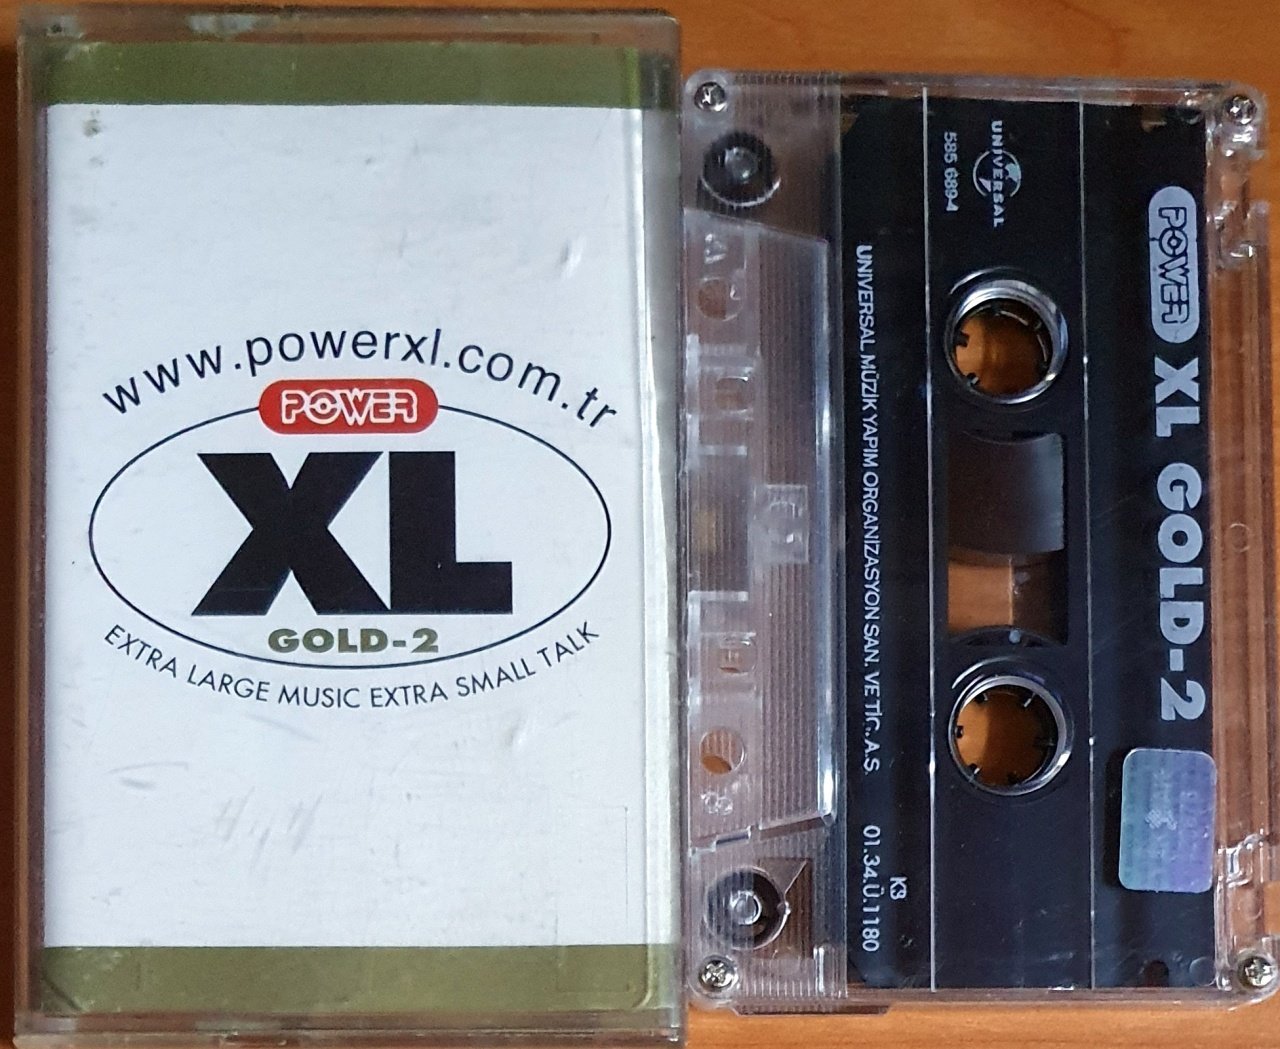 www.powerxl.com.tr
POWER
XL
GOLD-2
EXTRA LARGE MUSIC EXTRA SMALL TALK
POWER XL GOLD-2
UNIVERSAL
585 689-4
UNIVERSAL MÜZİK YAPIM ORGANİZASYON SAN. VE TİC. A.Ş.
K3
01.34.Ü.1180